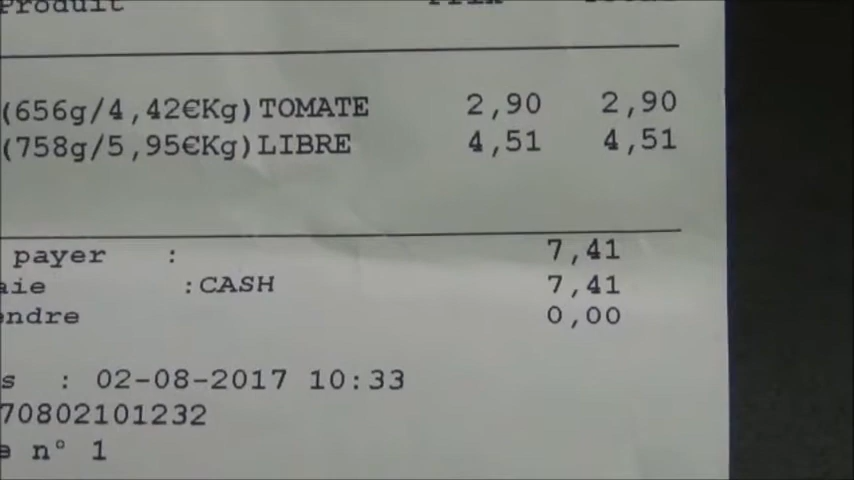 Produit
(656g/4,42€Kg)TOMATE 2,90 2,90
(758g/5,95€Kg)LIBRE 4,51 4,51
payer : 7,41
aie :CASH 7,41
endre 0,00
s : 02-08-2017 10:33
70802101232
e n° 1